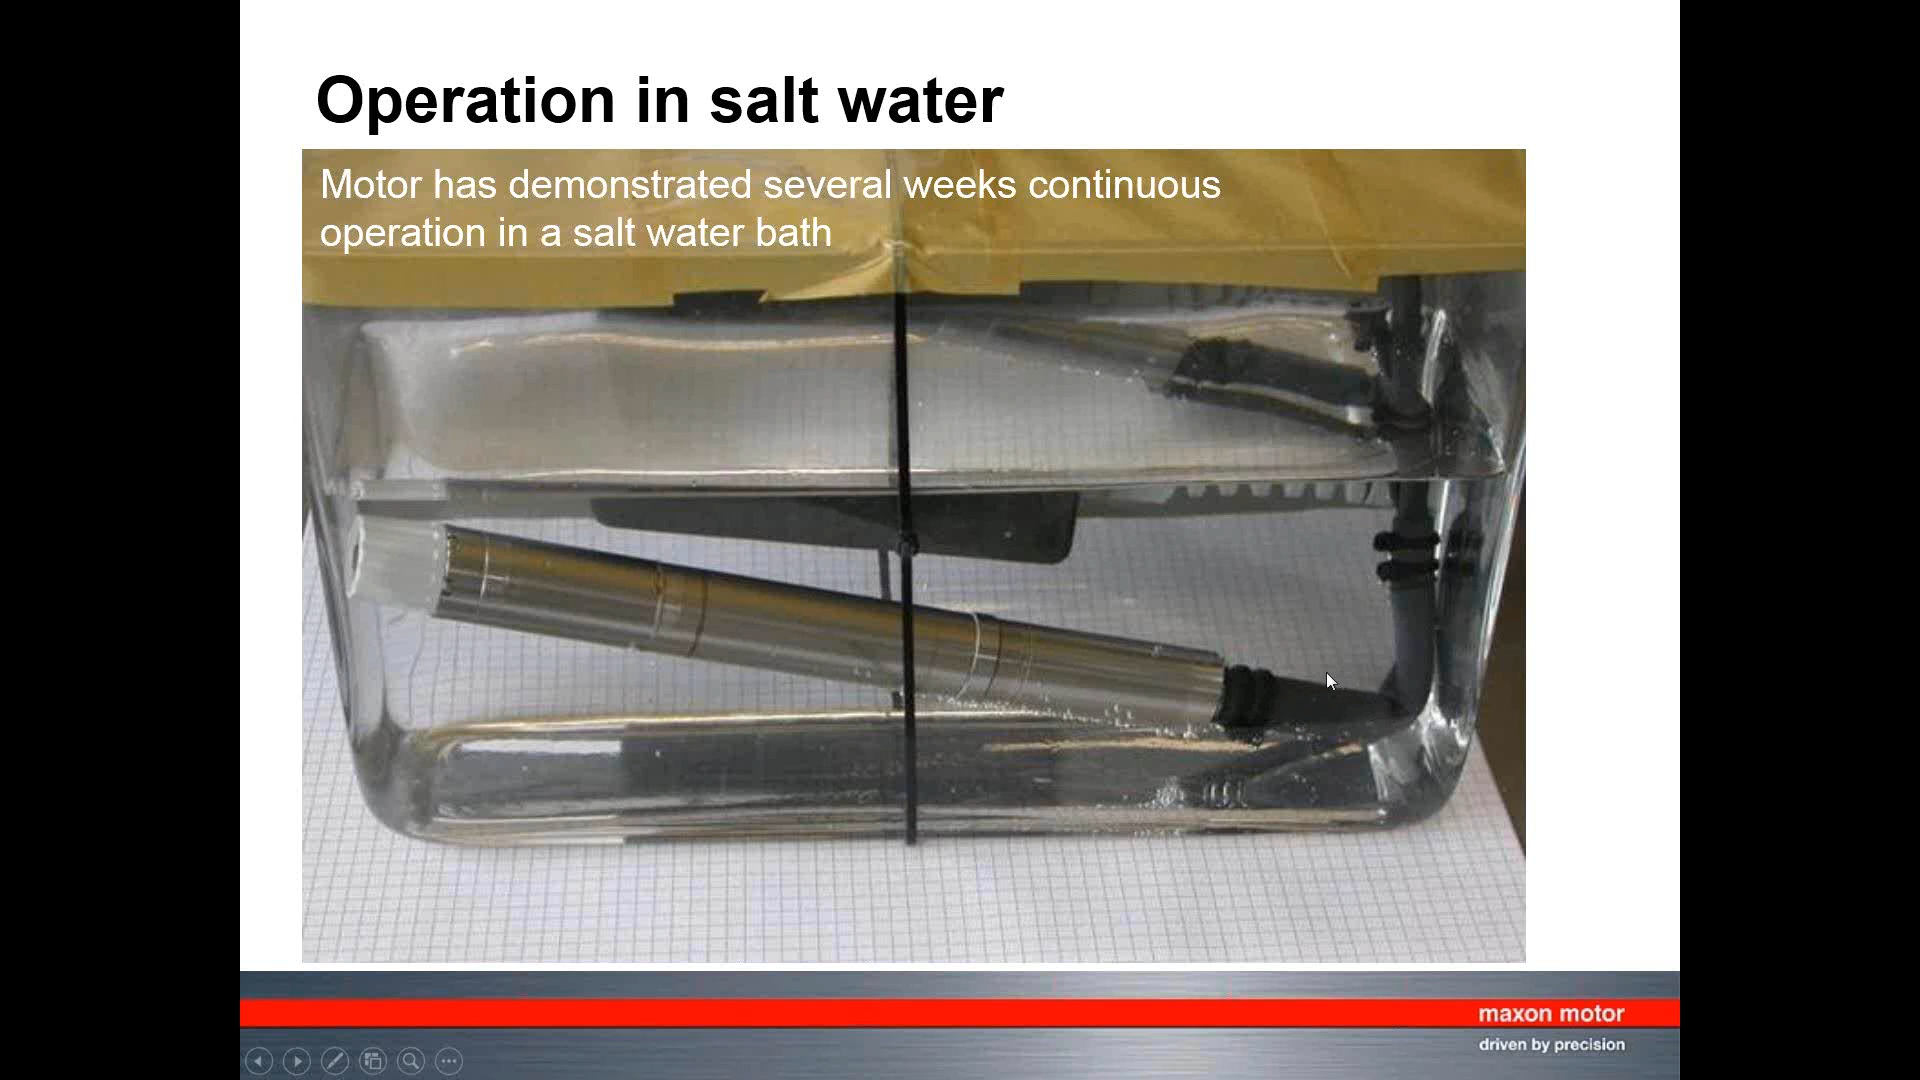 Operation in salt water
Motor has demonstrated several weeks continuous
operation in a salt water bath
maxon motor
driven by precision